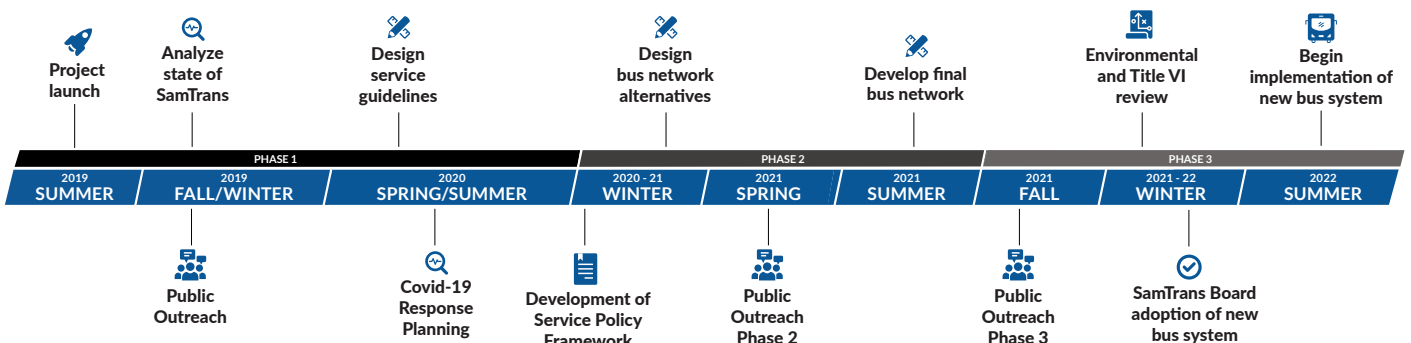 Project
launch
Analyze
state of
SamTrans
Design
service
guidelines
Design
bus network
alternatives
Develop final
bus network
Environmental
and Title VI
review
Begin
implementation of
new bus system
PHASE 1
PHASE 2
PHASE 3
2019
SUMMER
2019
FALL/WINTER
2020
SPRING/SUMMER
2020 - 21
WINTER
2021
SPRING
2021
SUMMER
2021
FALL
2021 - 22
WINTER
2022
SUMMER
Public
Outreach
Covid-19
Response
Planning
Development of
Service Policy
Framework
Public
Outreach
Phase 2
Public
Outreach
Phase 3
SamTrans Board
adoption of new
bus system